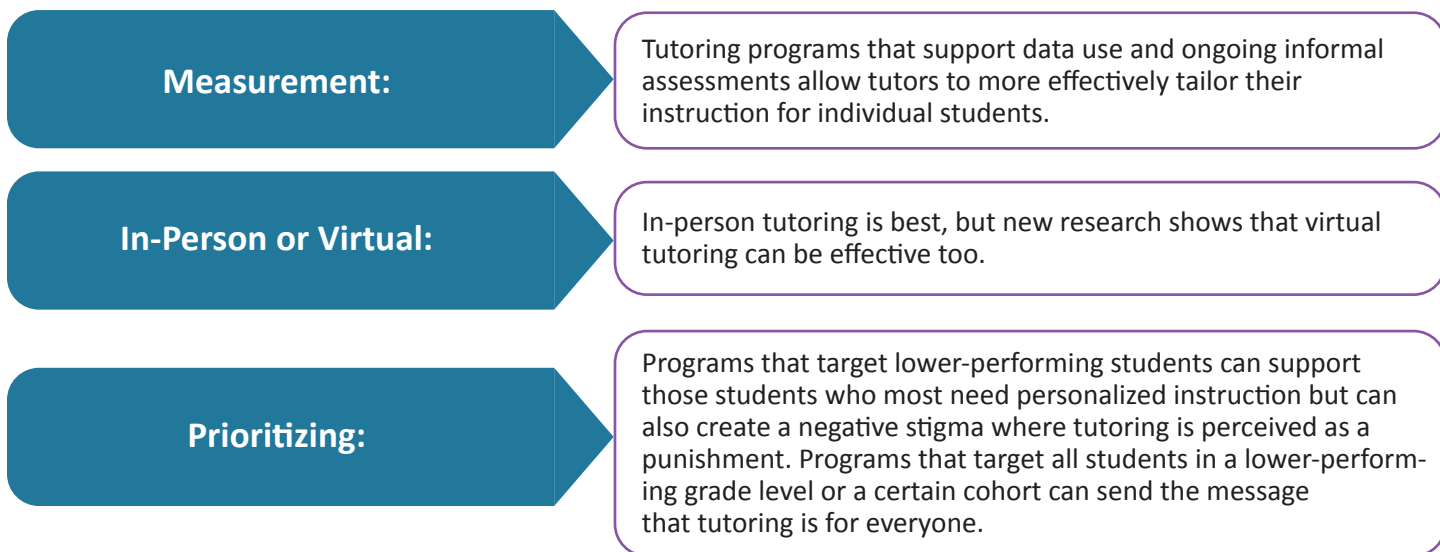 Measurement:
Tutoring programs that support data use and ongoing informal
assessments allow tutors to more effectively tailor their
instruction for individual students.
In-Person or Virtual:
In-person tutoring is best, but new research shows that virtual
tutoring can be effective too.
Prioritizing:
Programs that target lower-performing students can support
those students who most need personalized instruction but can
also create a negative stigma where tutoring is perceived as a
punishment. Programs that target all students in a lower-perform-
ing grade level or a certain cohort can send the message
that tutoring is for everyone.